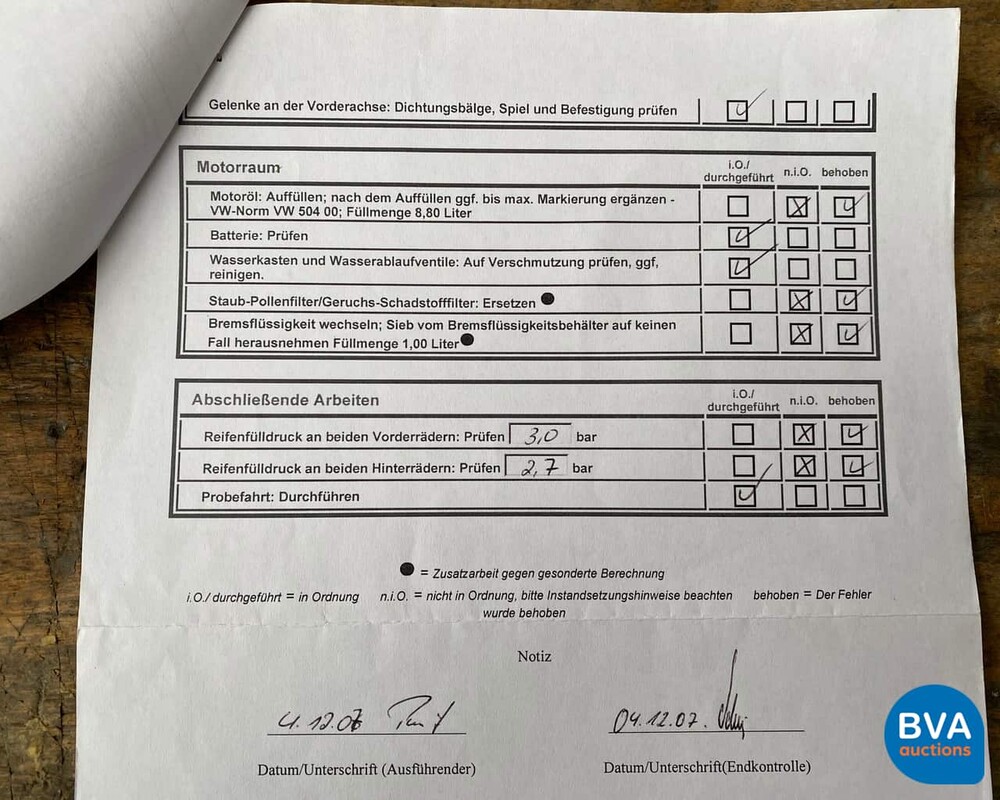 Gelenke an der Vorderachse: Dichtungsbälge, Spiel und Befestigung prüfen
Motorraum i.O./ durchgeführt n.i.O. behoben
Motoröl: Auffüllen; nach dem Auffüllen ggf. bis max. Markierung ergänzen -
VW-Norm VW 504 00; Füllmenge 8,80 Liter
Batterie: Prüfen
Wasserkasten und Wasserablaufventile: Auf Verschmutzung prüfen, ggf,
reinigen.
Staub-Pollenfilter/Geruchs-Schadstofffilter: Ersetzen
Bremsflüssigkeit wechseln; Sieb vom Bremsflüssigkeitsbehälter auf keinen
Fall herausnehmen Füllmenge 1,00 Liter
Abschließende Arbeiten i.O./ durchgeführt n.i.O. behoben
Reifenfülldruck an beiden Vorderrädern: Prüfen 3,0 bar
Reifenfülldruck an beiden Hinterrädern: Prüfen 2,7 bar
Probefahrt: Durchführen
= Zusatzarbeit gegen gesonderte Berechnung
i.O./ durchgeführt = in Ordnung n.i.O. = nicht in Ordnung, bitte Instandsetzungshinweise beachten behoben = Der Fehler
wurde behoben
Notiz
04.12.07.
Datum/Unterschrift (Ausführender) Datum/Unterschrift(Endkontrolle)
BVA
auctions